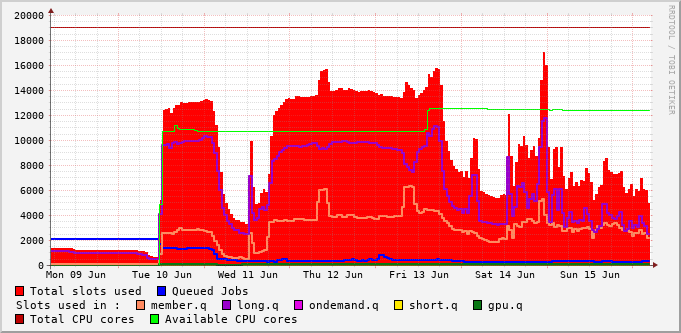 RRDTOOL / TOBI OETIKER
20000
18000
16000
14000
12000
10000
8000
6000
4000
2000
0
Mon 09 Jun Tue 10 Jun Wed 11 Jun Thu 12 Jun Fri 13 Jun Sat 14 Jun Sun 15 Jun
Total slots used Queued Jobs
Slots used in : member.q long.q ondemand.q short.q gpu.q
Total CPU cores Available CPU cores